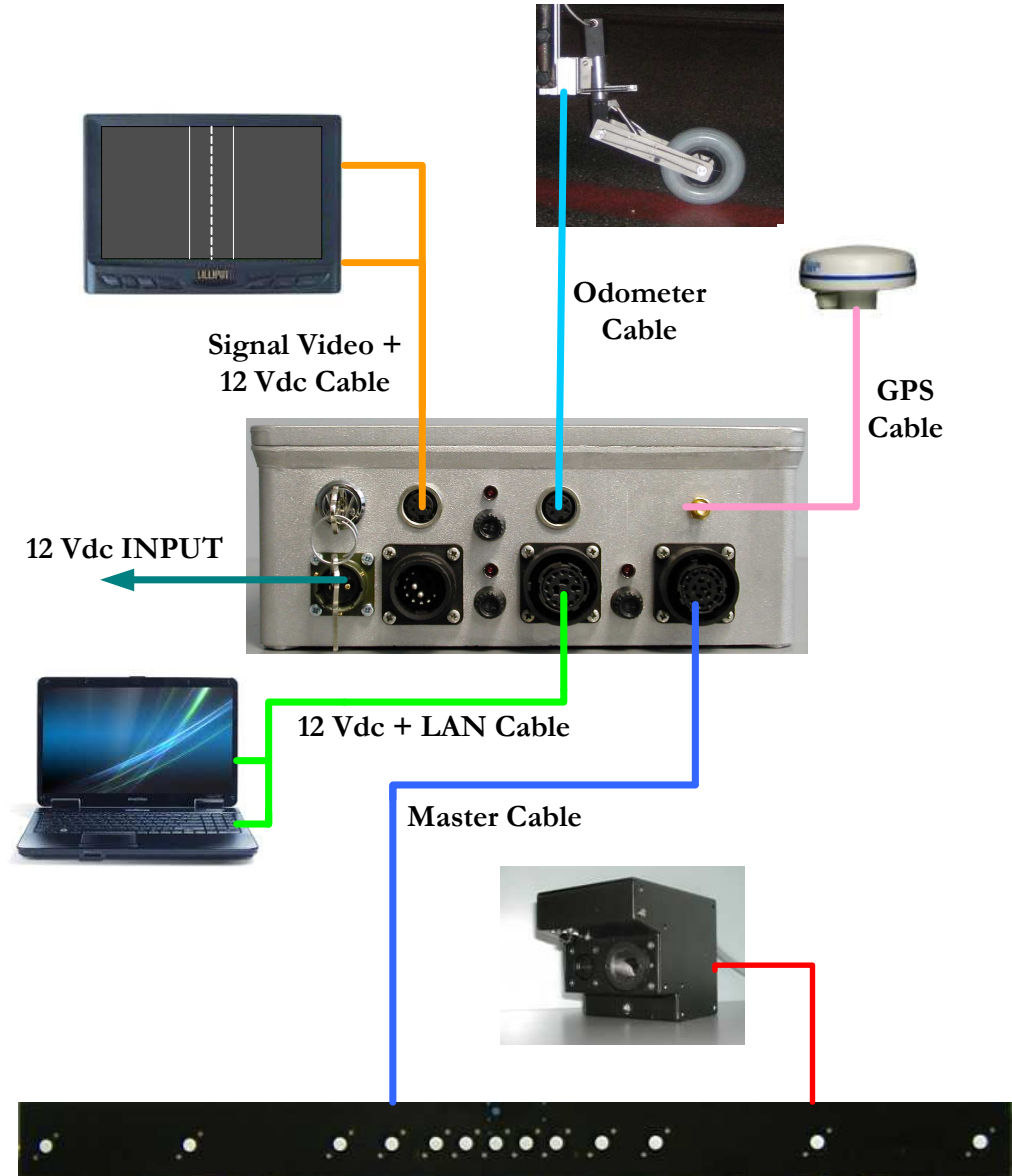 LILLIPUT
Odometer
Cable
Signal Video +
12 Vdc Cable
GPS
Cable
12 Vdc INPUT
12 Vdc + LAN Cable
Master Cable